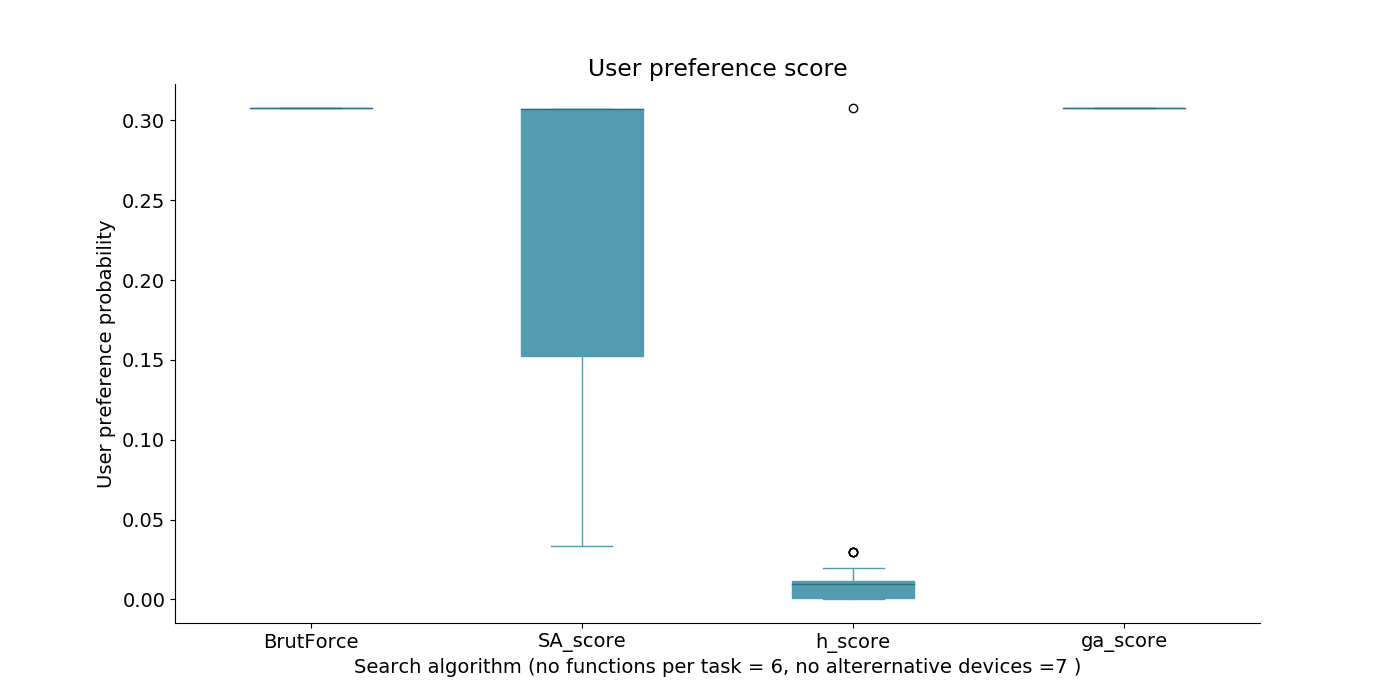 User preference score
User preference probability
0.30
0.25
0.20
0.15
0.10
0.05
0.00
BrutForce
SA_score
h_score
ga_score
Search algorithm (no functions per task = 6, no alterernative devices =7 )